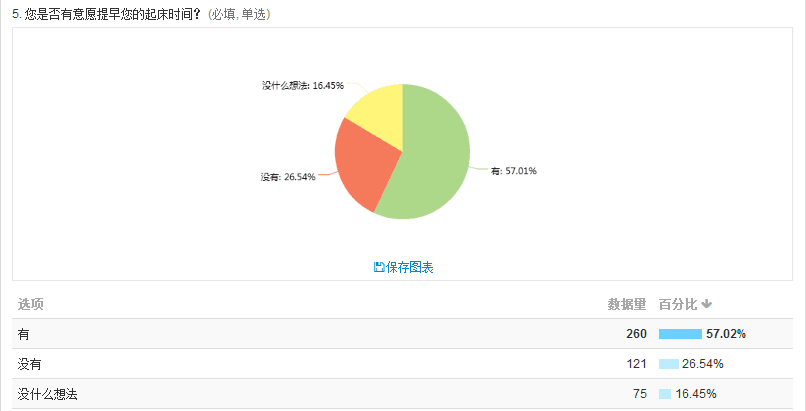 5. 您是否有意愿提早您的起床时间? (必填, 单选)
没什么想法: 16.45%
有: 57.01%
没有: 26.54%
保存图表
选项 数据量 百分比
有 260 57.02%
没有 121 26.54%
没什么想法 75 16.45%